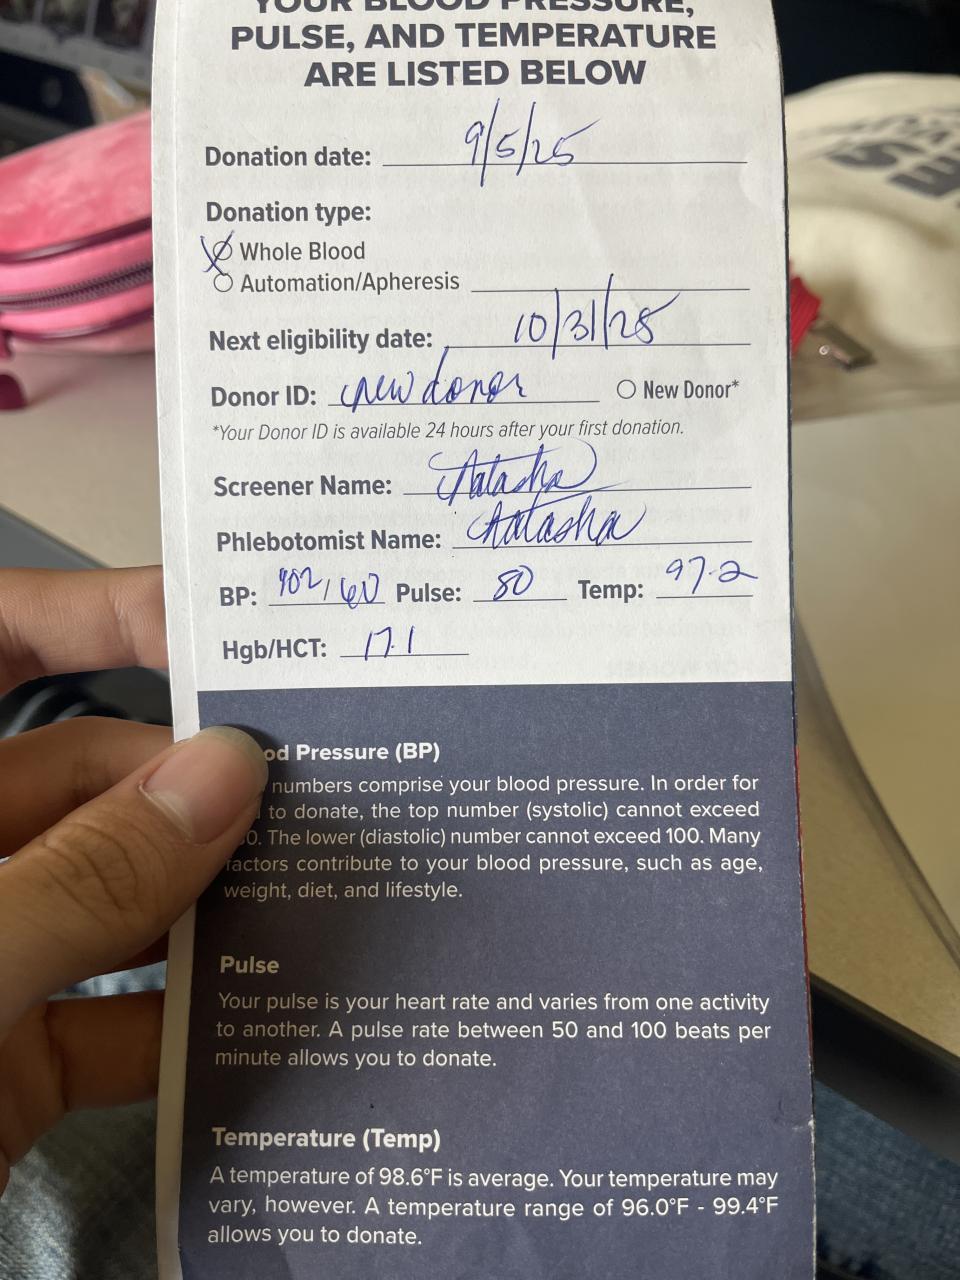 YOUR BLOOD PRESSURE,
PULSE, AND TEMPERATURE
ARE LISTED BELOW
Donation date: 9/5/25
Donation type:
Whole Blood
Automation/Apheresis
Next eligibility date: 10/31/25
Donor ID: new donor New Donor*
*Your Donor ID is available 24 hours after your first donation.
Screener Name: Natasha
Phlebotomist Name: Natasha
BP: 102/60 Pulse: 80 Temp: 97.2
Hgb/HCT: 17.1
od Pressure (BP)
numbers comprise your blood pressure. In order for
to donate, the top number (systolic) cannot exceed
0. The lower (diastolic) number cannot exceed 100. Many
factors contribute to your blood pressure, such as age,
weight, diet, and lifestyle.
Pulse
Your pulse is your heart rate and varies from one activity
to another. A pulse rate between 50 and 100 beats per
minute allows you to donate.
Temperature (Temp)
A temperature of 98.6°F is average. Your temperature may
vary, however. A temperature range of 96.0°F - 99.4°F
allows you to donate.